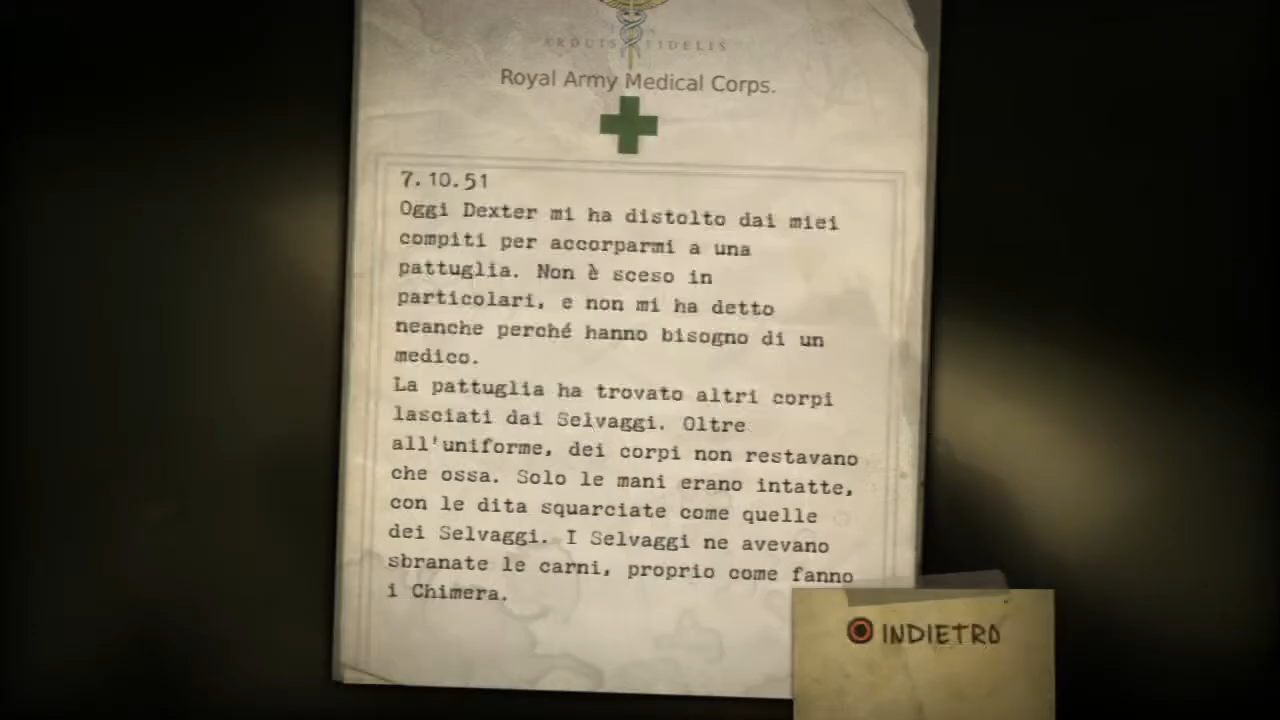 ARDUIS FIDELIS
Royal Army Medical Corps.
7.10.51
Oggi Dexter mi ha distolto dai miei
compiti per accorparmi a una
pattuglia. Non è sceso in
particolari, e non mi ha detto
neanche perché hanno bisogno di un
medico.
La pattuglia ha trovato altri corpi
lasciati dai Selvaggi. Oltre
all'uniforme, dei corpi non restavano
che ossa. Solo le mani erano intatte,
con le dita squarciate come quelle
dei Selvaggi. I Selvaggi ne avevano
sbranate le carni, proprio come fanno
i Chimera.
INDIETRO